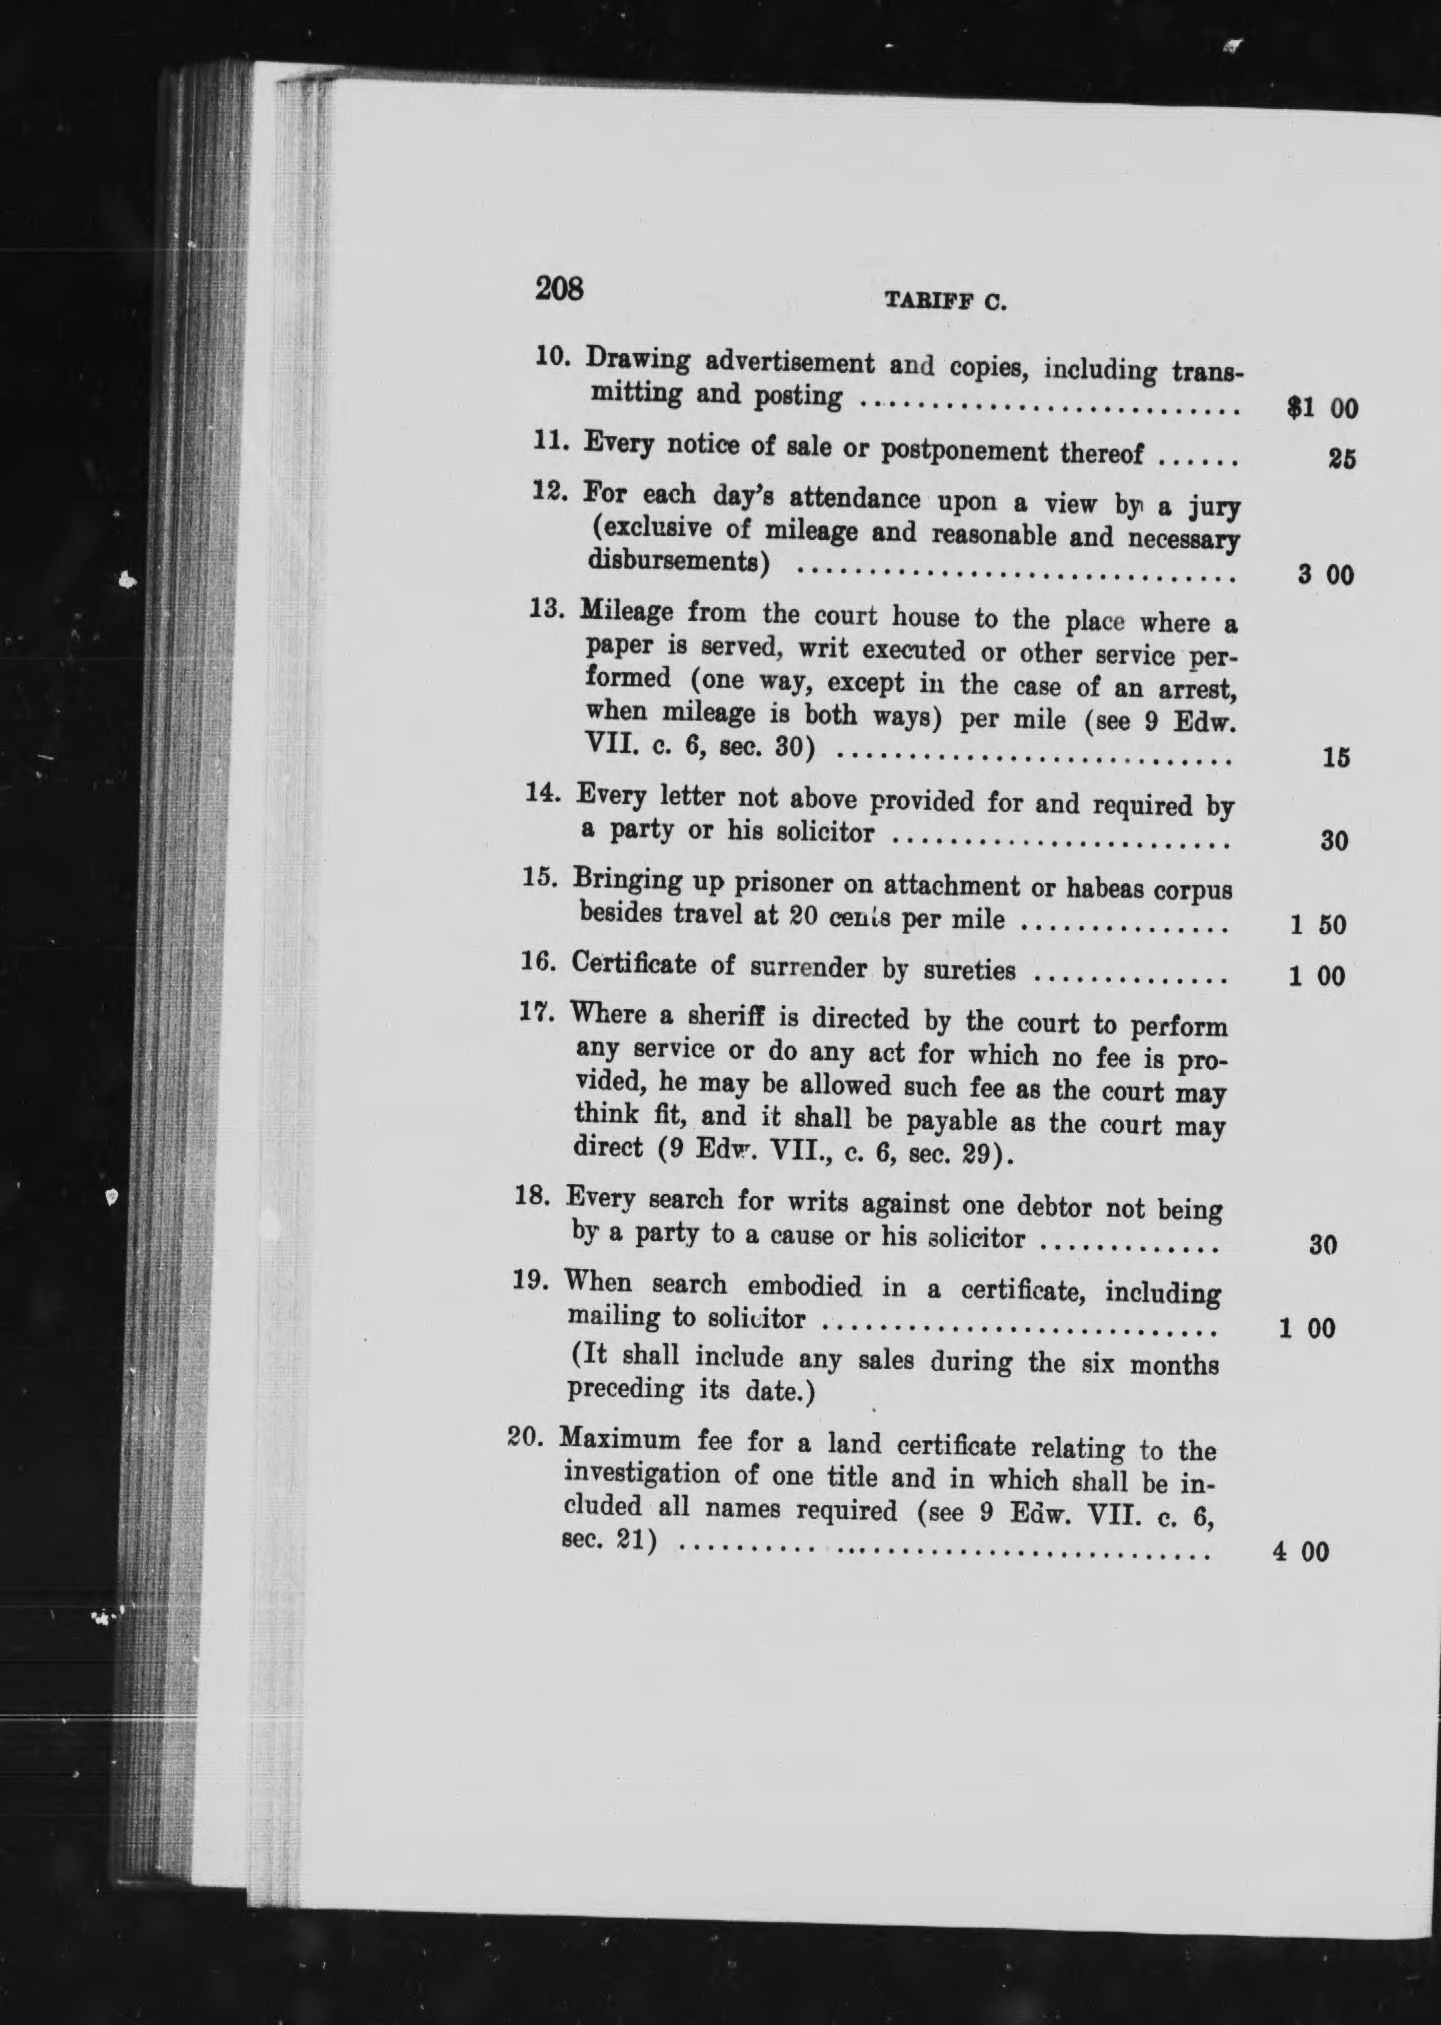 208 TARIFF C.
10. Drawing advertisement and copies, including trans-
mitting and posting ........................... $1 00
11. Every notice of sale or postponement thereof ...... 25
12. For each day's attendance upon a view by a jury
(exclusive of mileage and reasonable and necessary
disbursements) ............................... 3 00
13. Mileage from the court house to the place where a
paper is served, writ executed or other service per-
formed (one way, except in the case of an arrest,
when mileage is both ways) per mile (see 9 Edw.
VII. c. 6, sec. 30) ............................ 15
14. Every letter not above provided for and required by
a party or his solicitor ........................ 30
15. Bringing up prisoner on attachment or habeas corpus
besides travel at 20 cents per mile ............... 1 50
16. Certificate of surrender by sureties .............. 1 00
17. Where a sheriff is directed by the court to perform
any service or do any act for which no fee is pro-
vided, he may be allowed such fee as the court may
think fit, and it shall be payable as the court may
direct (9 Edw. VII., c. 6, sec. 29).
18. Every search for writs against one debtor not being
by a party to a cause or his solicitor ............. 30
19. When search embodied in a certificate, including
mailing to solicitor ............................ 1 00
(It shall include any sales during the six months
preceding its date.)
20. Maximum fee for a land certificate relating to the
investigation of one title and in which shall be in-
cluded all names required (see 9 Edw. VII. c. 6,
sec. 21) ..................................... 4 00